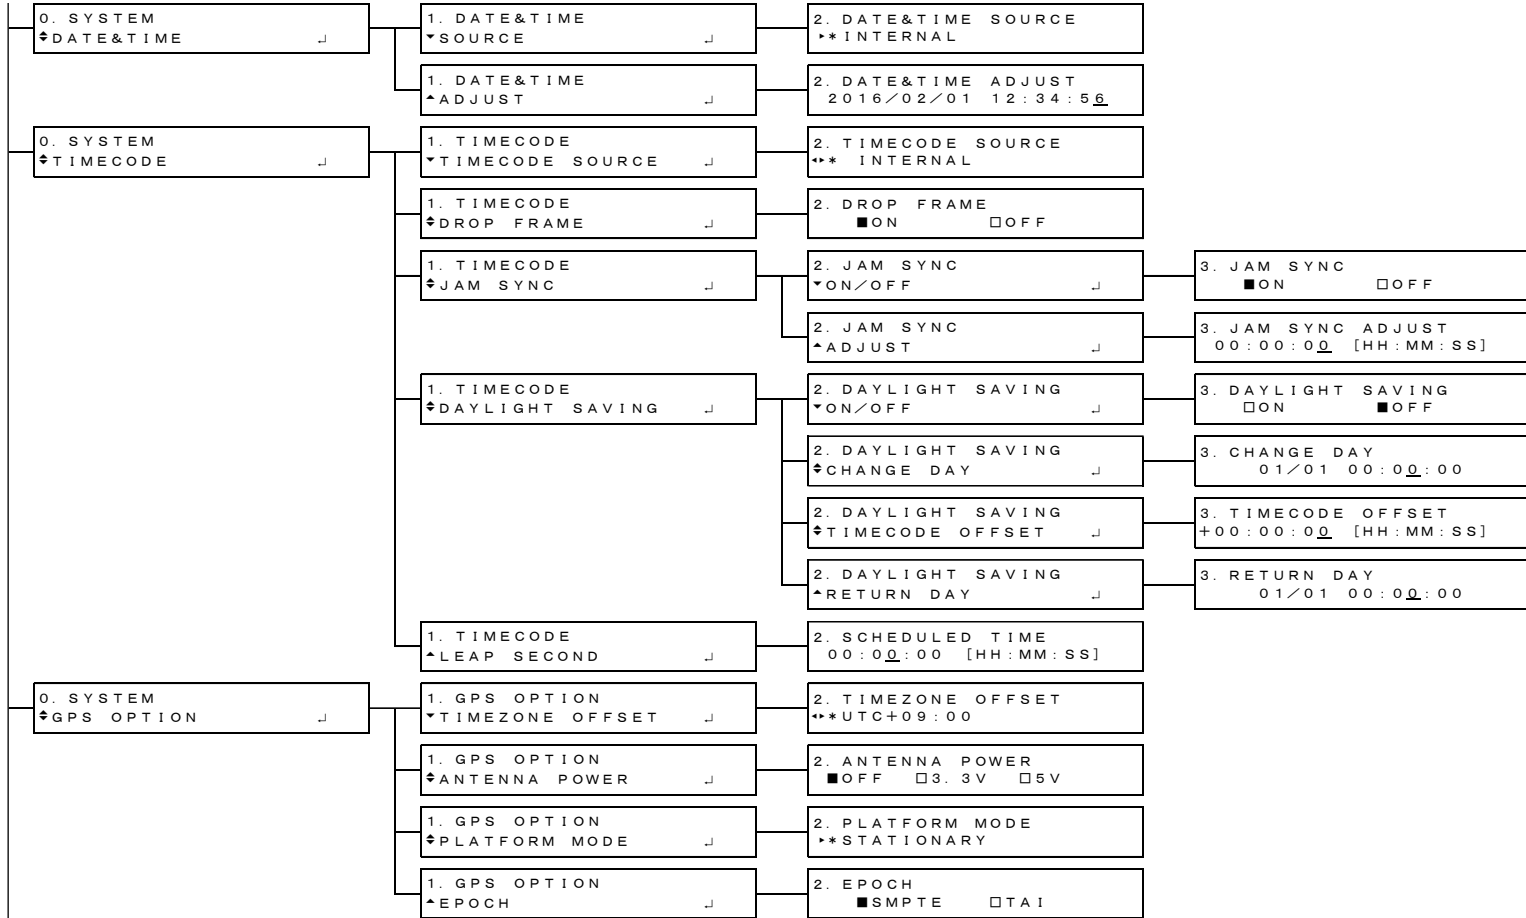 0. SYSTEM
DATE&TIME ↵
1. DATE&TIME
SOURCE ↵
2. DATE&TIME SOURCE
▸* INTERNAL
1. DATE&TIME
ADJUST ↵
2. DATE&TIME ADJUST
2016/02/01 12:34:56
0. SYSTEM
TIMECODE ↵
1. TIMECODE
TIMECODE SOURCE ↵
2. TIMECODE SOURCE
◂▸* INTERNAL
1. TIMECODE
DROP FRAME ↵
2. DROP FRAME
■ON □OFF
1. TIMECODE
JAM SYNC ↵
2. JAM SYNC
ON/OFF ↵
3. JAM SYNC
■ON □OFF
2. JAM SYNC
ADJUST ↵
3. JAM SYNC ADJUST
00:00:00 [HH:MM:SS]
1. TIMECODE
DAYLIGHT SAVING ↵
2. DAYLIGHT SAVING
ON/OFF ↵
3. DAYLIGHT SAVING
□ON ■OFF
2. DAYLIGHT SAVING
CHANGE DAY ↵
3. CHANGE DAY
01/01 00:00:00
2. DAYLIGHT SAVING
TIMECODE OFFSET ↵
3. TIMECODE OFFSET
+00:00:00 [HH:MM:SS]
2. DAYLIGHT SAVING
RETURN DAY ↵
3. RETURN DAY
01/01 00:00:00
1. TIMECODE
LEAP SECOND ↵
2. SCHEDULED TIME
00:00:00 [HH:MM:SS]
0. SYSTEM
GPS OPTION ↵
1. GPS OPTION
TIMEZONE OFFSET ↵
2. TIMEZONE OFFSET
◂▸*UTC+09:00
1. GPS OPTION
ANTENNA POWER ↵
2. ANTENNA POWER
■OFF □3.3V □5V
1. GPS OPTION
PLATFORM MODE ↵
2. PLATFORM MODE
▸*STATIONARY
1. GPS OPTION
EPOCH ↵
2. EPOCH
■SMPTE □TAI